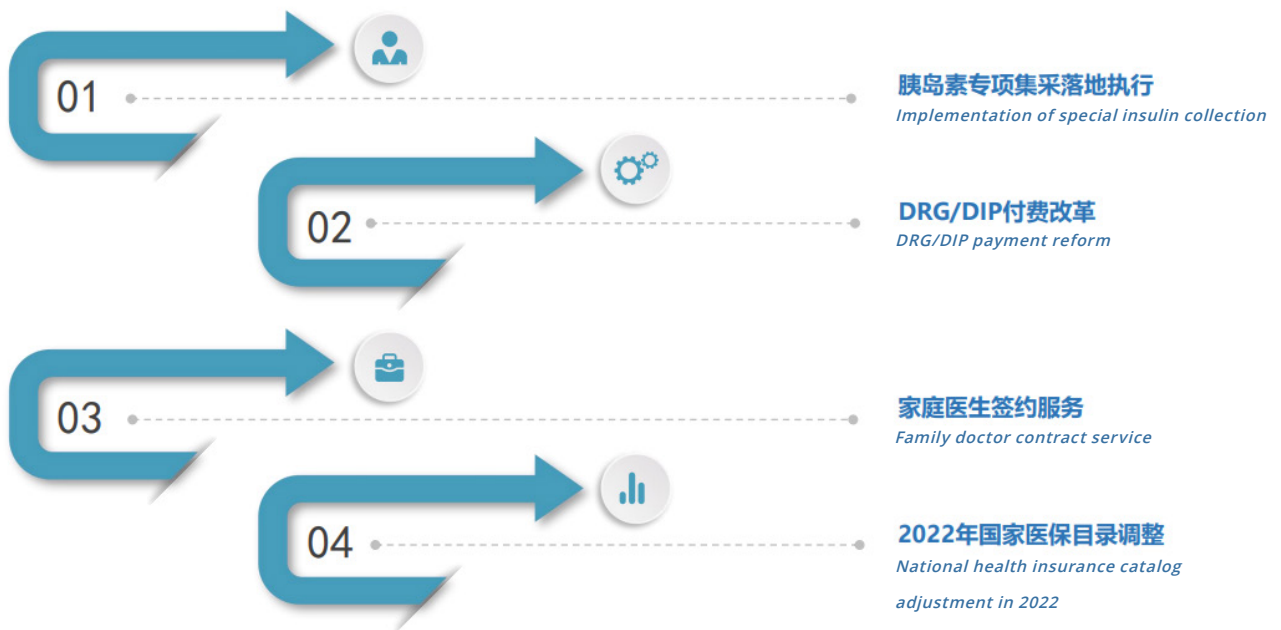 01
胰岛素专项集采落地执行
Implementation of special insulin collection
02
DRG/DIP付费改革
DRG/DIP payment reform
03
家庭医生签约服务
Family doctor contract service
04
2022年国家医保目录调整
National health insurance catalog
adjustment in 2022